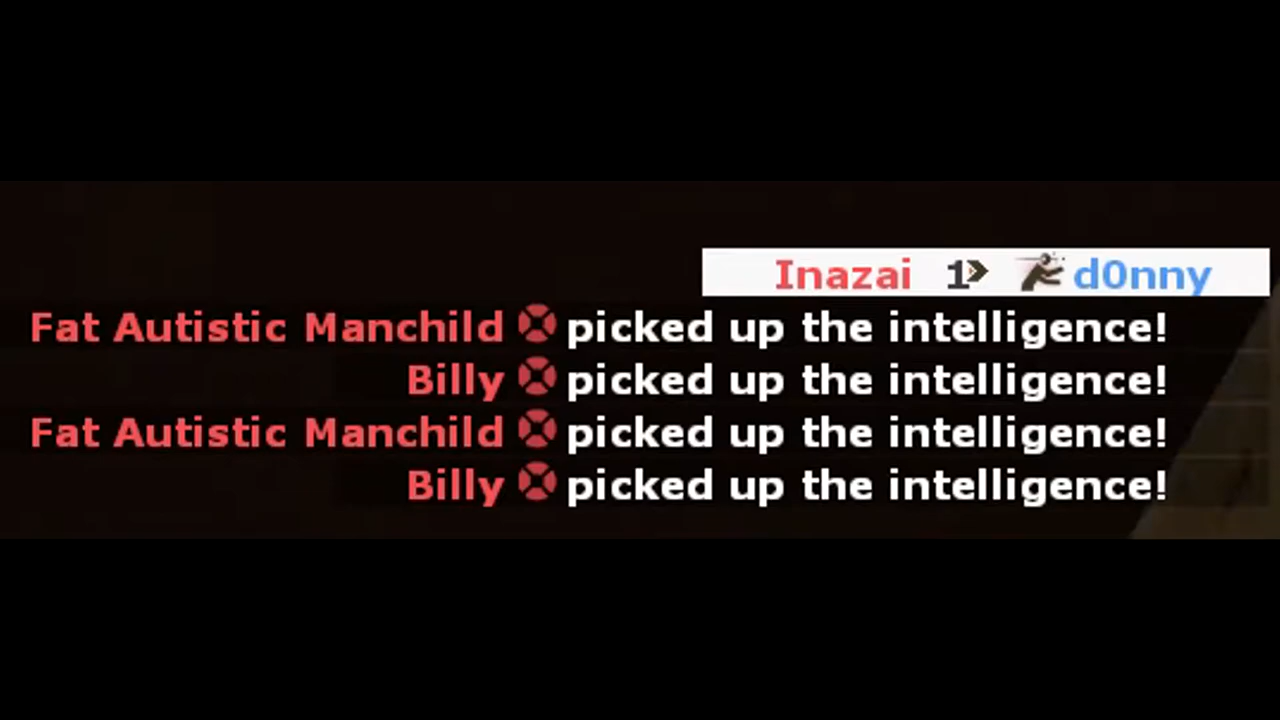 Inazai 1 d0nny
Fat Autistic Manchild picked up the intelligence!
Billy picked up the intelligence!
Fat Autistic Manchild picked up the intelligence!
Billy picked up the intelligence!